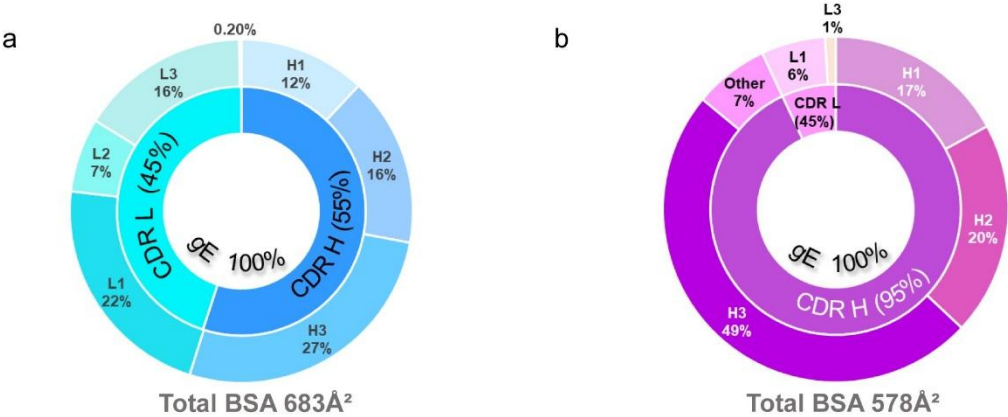 a
0.20%
H1
12%
H2
16%
H3
27%
L1
22%
L2
7%
L3
16%
CDR H (55%)
CDR L (45%)
gE 100%
Total BSA 683Å²
b
L3
1%
H1
17%
H2
20%
H3
49%
Other
7%
L1
6%
CDR L
(45%)
CDR H (95%)
gE 100%
Total BSA 578Å²